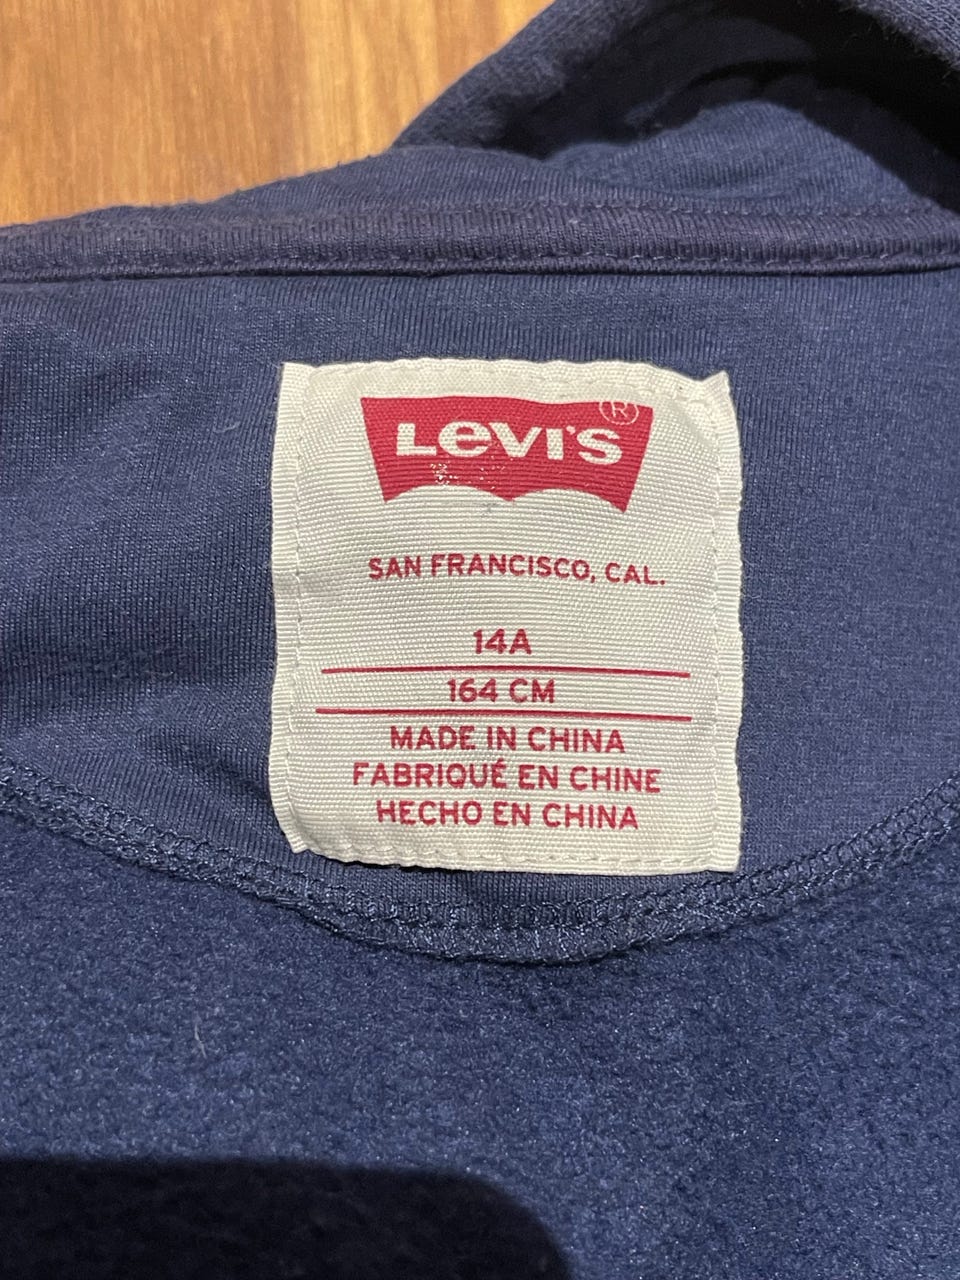 LEVI'S ®
SAN FRANCISCO, CAL.
14A
164 CM
MADE IN CHINA
FABRIQUÉ EN CHINE
HECHO EN CHINA